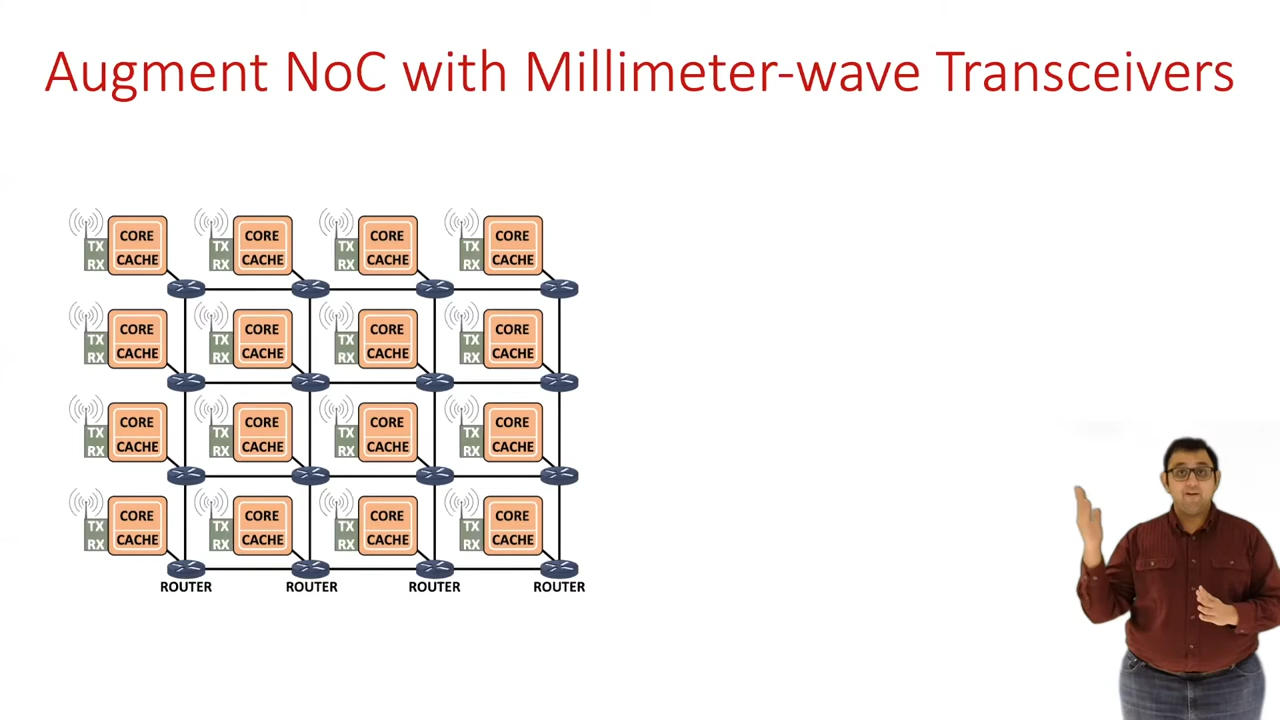 Augment NoC with Millimeter-wave Transceivers
TX CORE TX CORE TX CORE TX CORE
RX CACHE RX CACHE RX CACHE RX CACHE
TX CORE TX CORE TX CORE TX CORE
RX CACHE RX CACHE RX CACHE RX CACHE
TX CORE TX CORE TX CORE TX CORE
RX CACHE RX CACHE RX CACHE RX CACHE
TX CORE TX CORE TX CORE TX CORE
RX CACHE RX CACHE RX CACHE RX CACHE
ROUTER ROUTER ROUTER ROUTER